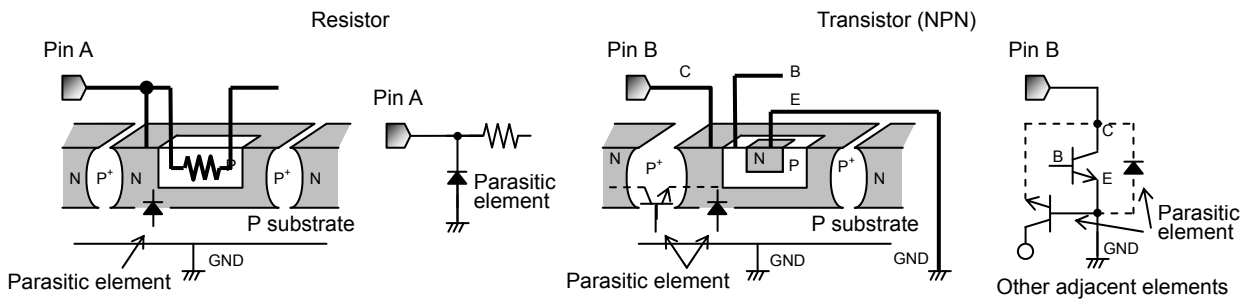 Resistor
Transistor (NPN)
Pin A
Pin B
Pin B
C
B
E
Pin A
C
B
E
N
P+
N
P
P+
N
N
P+
N
P
P+
N
Parasitic
element
P substrate
P substrate
Parasitic
element
GND
GND
GND
GND
Parasitic element
Parasitic element
Other adjacent elements